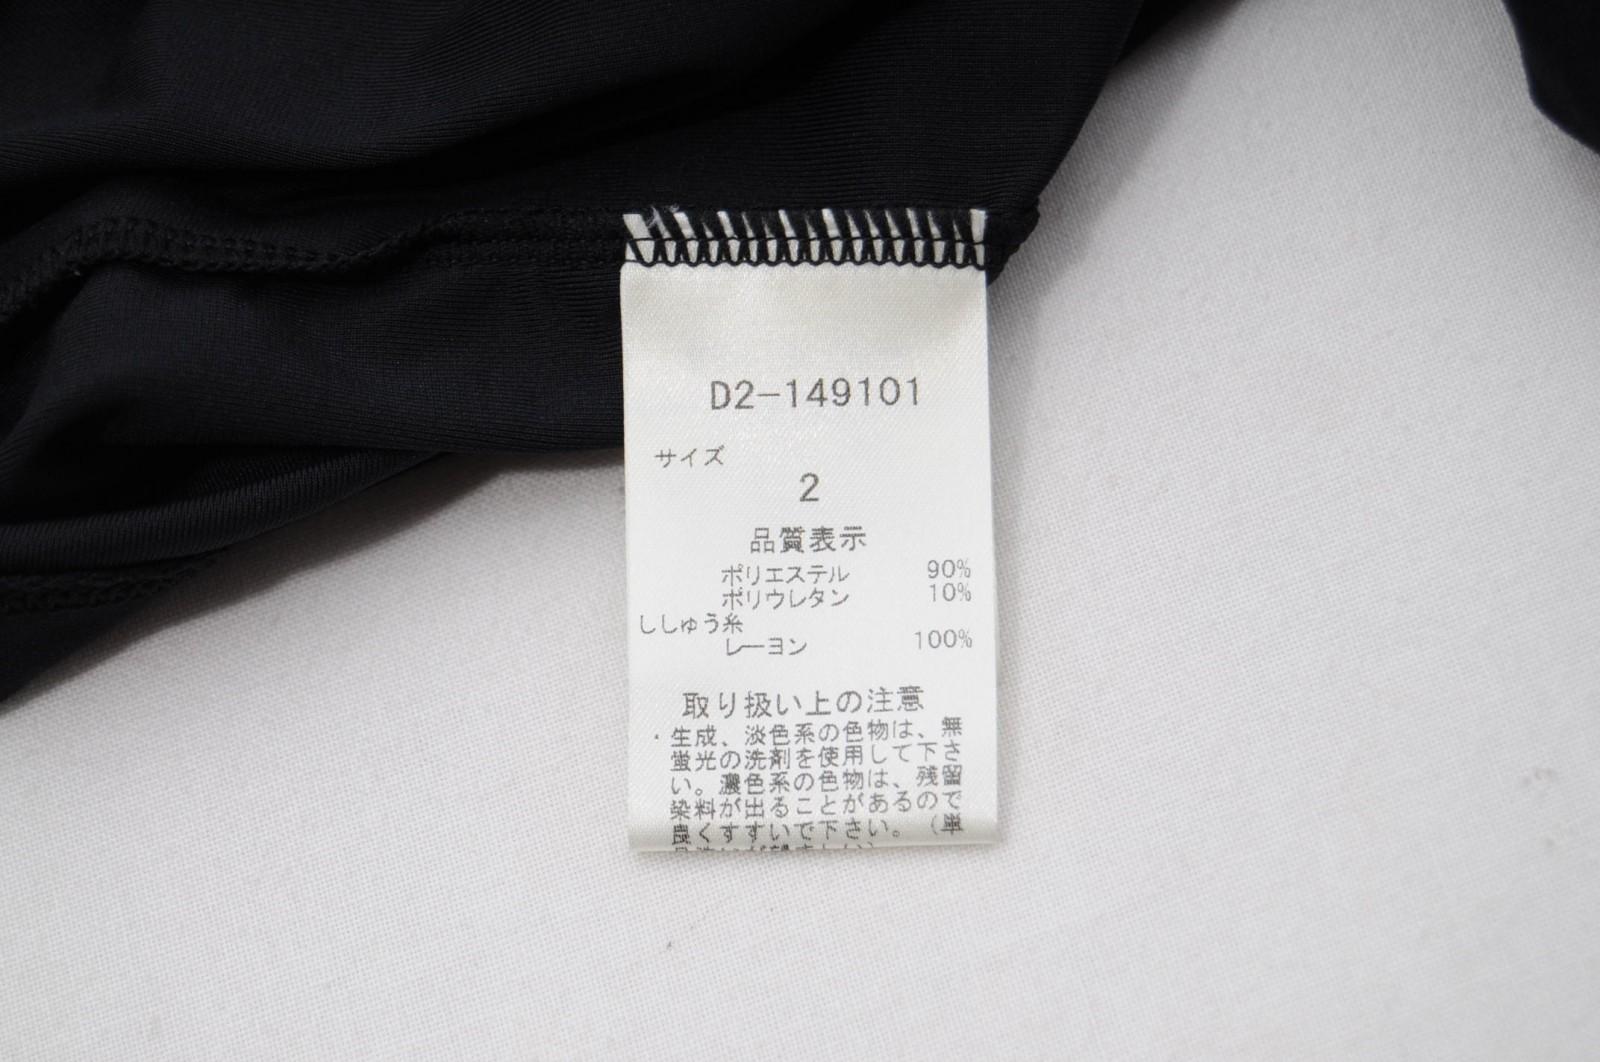 D2-149101
サイズ
2
品質表示
ポリエステル 90%
ポリウレタン 10%
ししゅう糸
レーヨン 100%
取り扱い上の注意
・生成、淡色系の色物は、無
蛍光の洗剤を使用して下さ
い。濃色系の色物は、残留
染料が出ることがあるので
良くすすいで下さい。（単